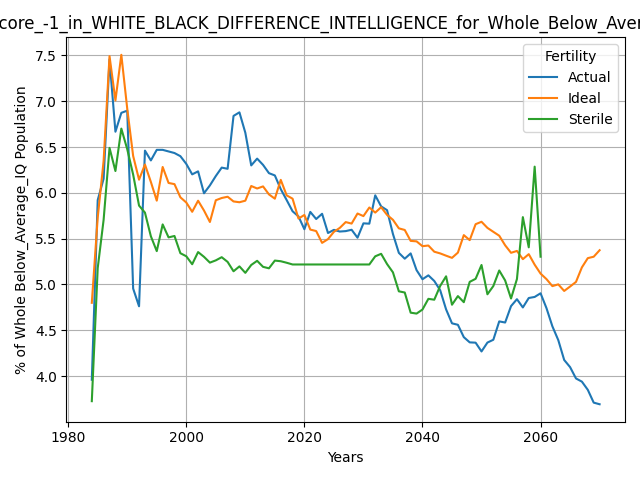 core_-1_in_WHITE_BLACK_DIFFERENCE_INTELLIGENCE_for_Whole_Below_Aver
Fertility
Actual
Ideal
Sterile
% of Whole Below_Average_IQ Population
7.5
7.0
6.5
6.0
5.5
5.0
4.5
4.0
1980
2000
2020
2040
2060
Years